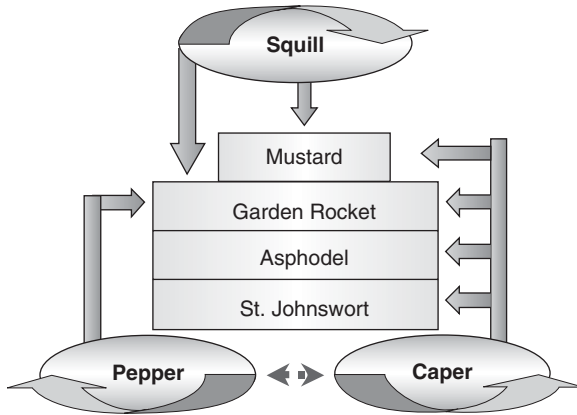 Squill
Mustard
Garden Rocket
Asphodel
St. Johnswort
Pepper
Caper